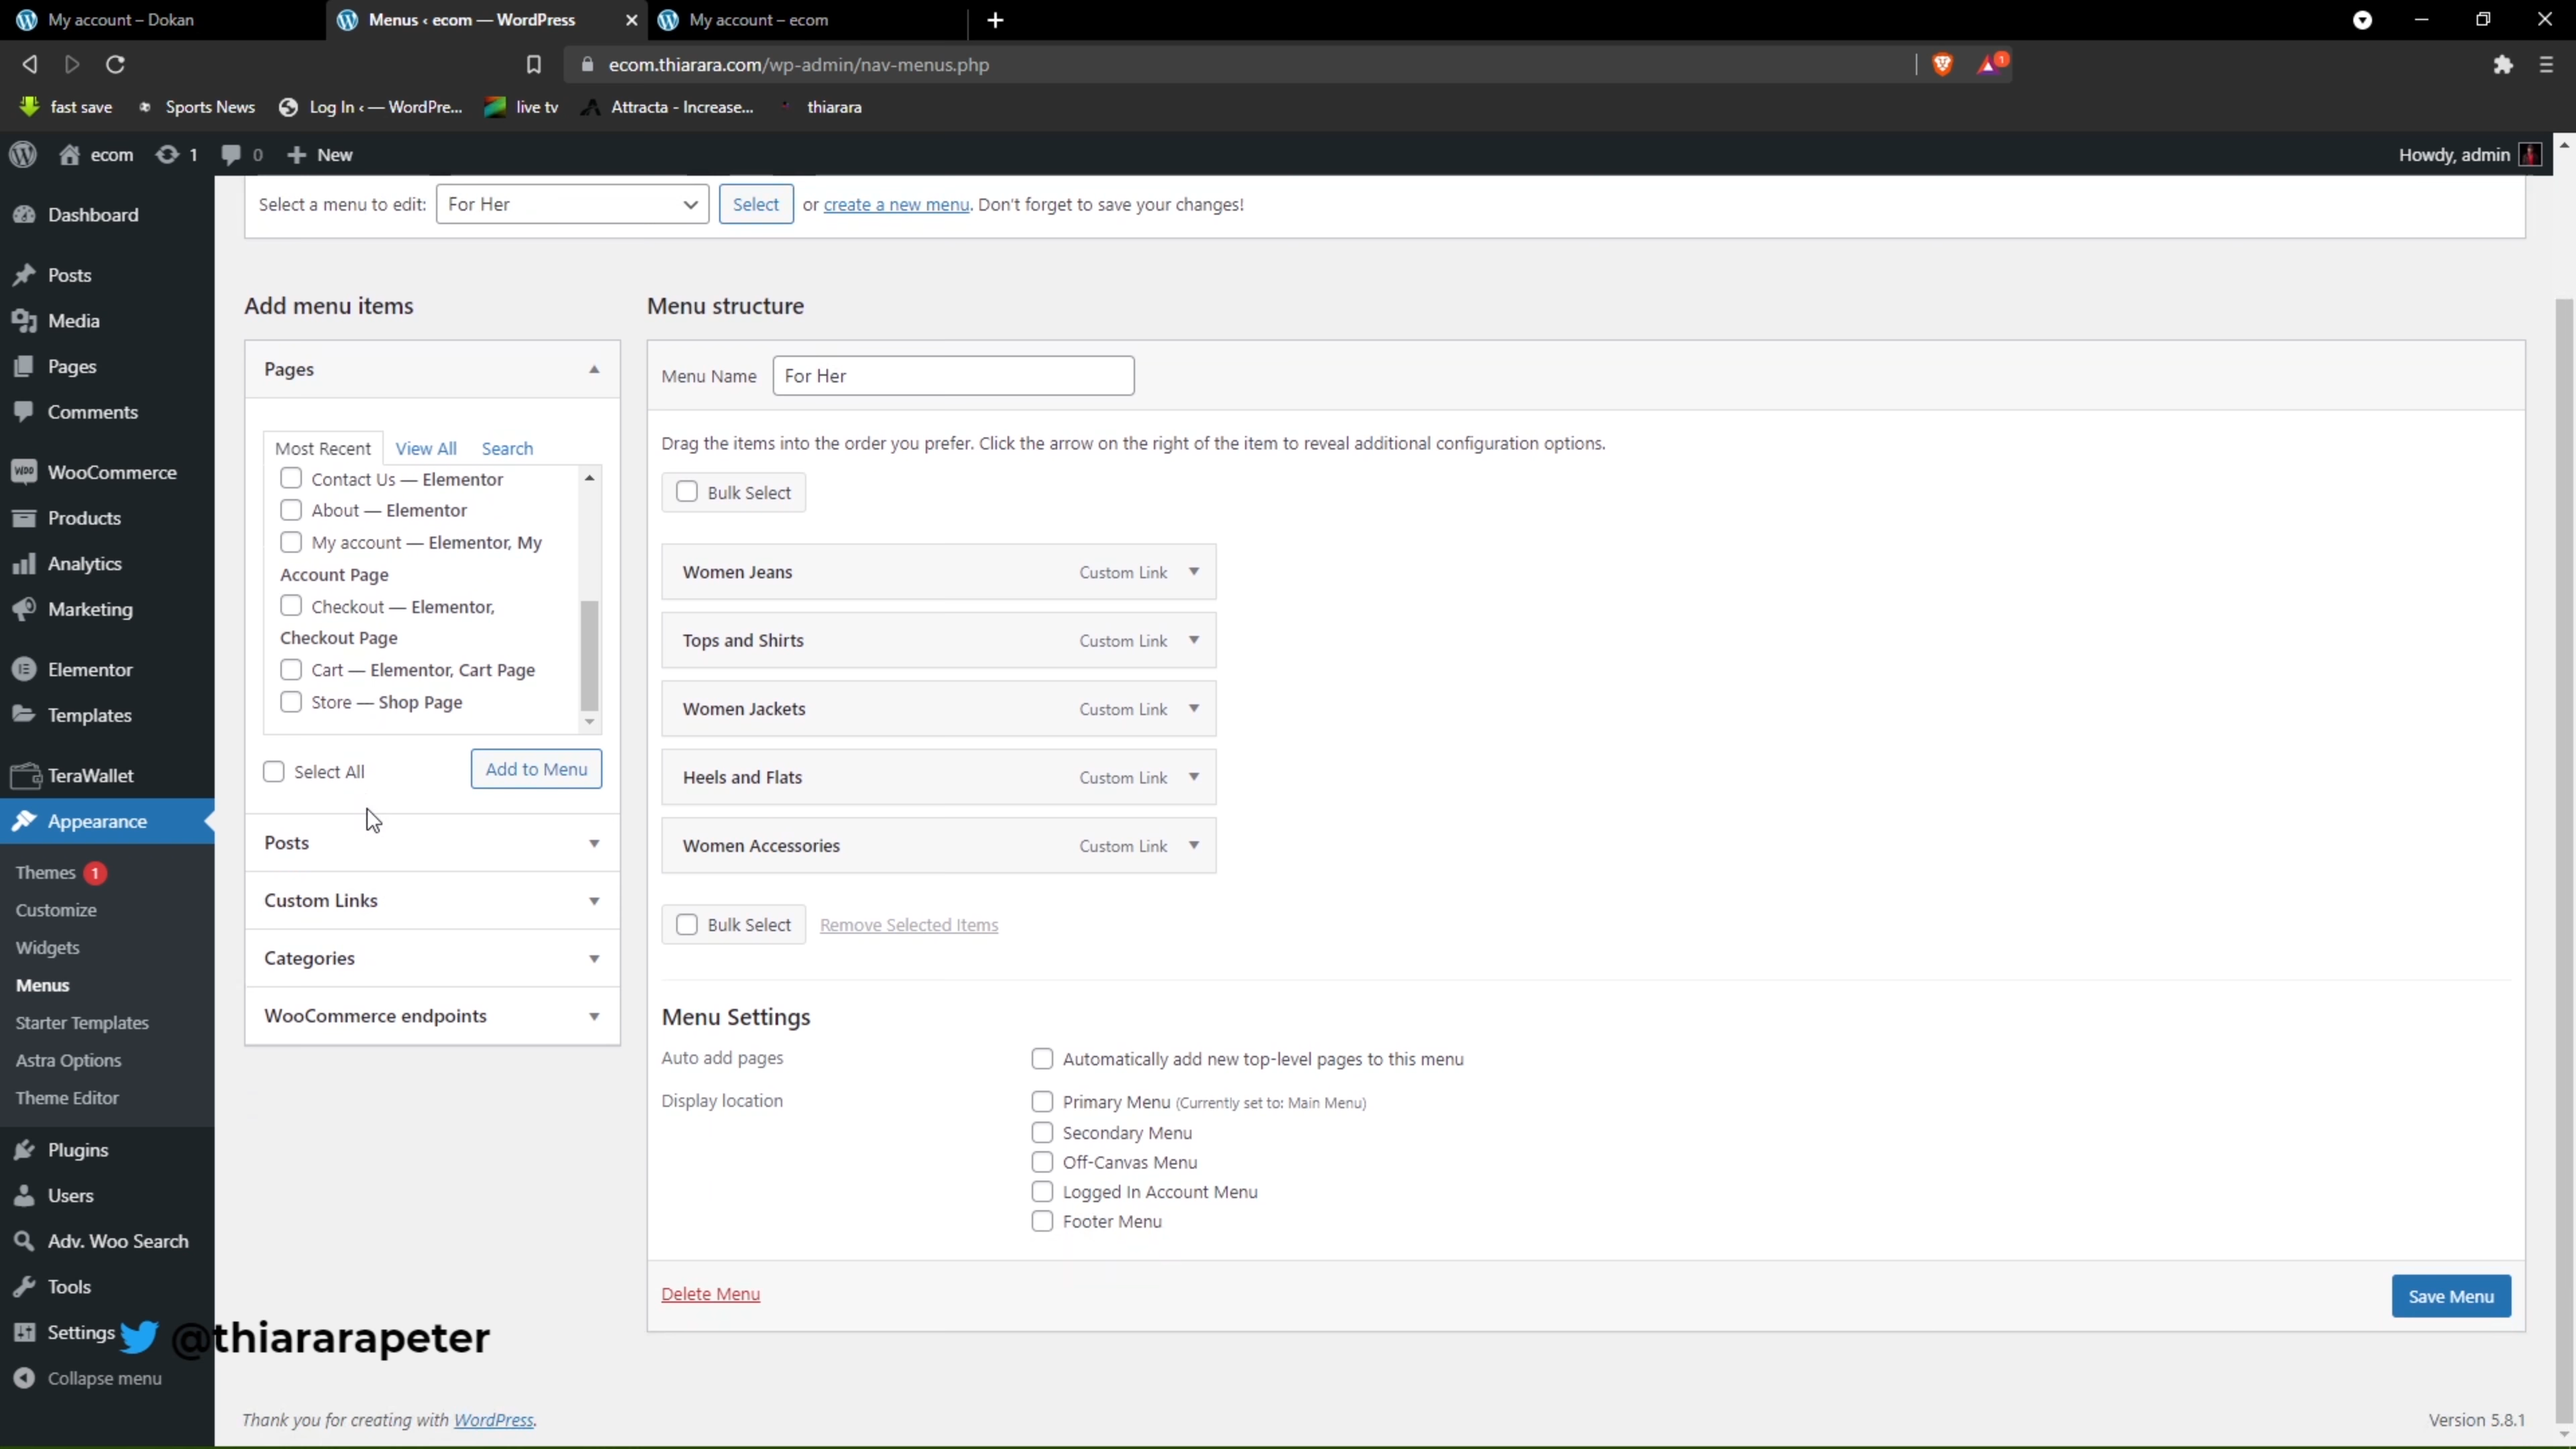 My account – Dokan
Menus ‹ ecom — WordPress
My account – ecom
ecom.thiarara.com/wp-admin/nav-menus.php
1
fast save
Sports News
Log In ‹ — WordPre...
live tv
Attracta - Increase...
thiarara
ecom
1
0
New
Howdy, admin
Dashboard
Posts
Media
Pages
Comments
WooCommerce
Products
Analytics
Marketing
Elementor
Templates
TeraWallet
Appearance
Themes 1
Customize
Widgets
Menus
Starter Templates
Astra Options
Theme Editor
Plugins
Users
Adv. Woo Search
Tools
Settings
Collapse menu
@thiararapeter
Select a menu to edit: For Her Select or create a new menu. Don't forget to save your changes!
Add menu items
Pages
Most Recent View All Search
Contact Us — Elementor
About — Elementor
My account — Elementor, My
Account Page
Checkout — Elementor,
Checkout Page
Cart — Elementor, Cart Page
Store — Shop Page
Select All Add to Menu
Posts
Custom Links
Categories
WooCommerce endpoints
Menu structure
Menu Name For Her
Drag the items into the order you prefer. Click the arrow on the right of the item to reveal additional configuration options.
Bulk Select
Women Jeans Custom Link
Tops and Shirts Custom Link
Women Jackets Custom Link
Heels and Flats Custom Link
Women Accessories Custom Link
Bulk Select Remove Selected Items
Menu Settings
Auto add pages Automatically add new top-level pages to this menu
Display location Primary Menu (Currently set to: Main Menu)
Secondary Menu
Off-Canvas Menu
Logged In Account Menu
Footer Menu
Delete Menu Save Menu
Thank you for creating with WordPress.
Version 5.8.1